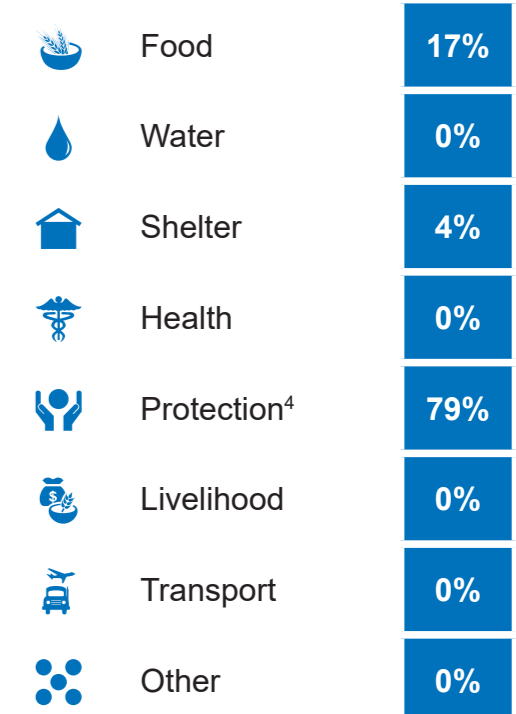 Food 17%
Water 0%
Shelter 4%
Health 0%
Protection⁴ 79%
$ Livelihood 0%
Transport 0%
Other 0%